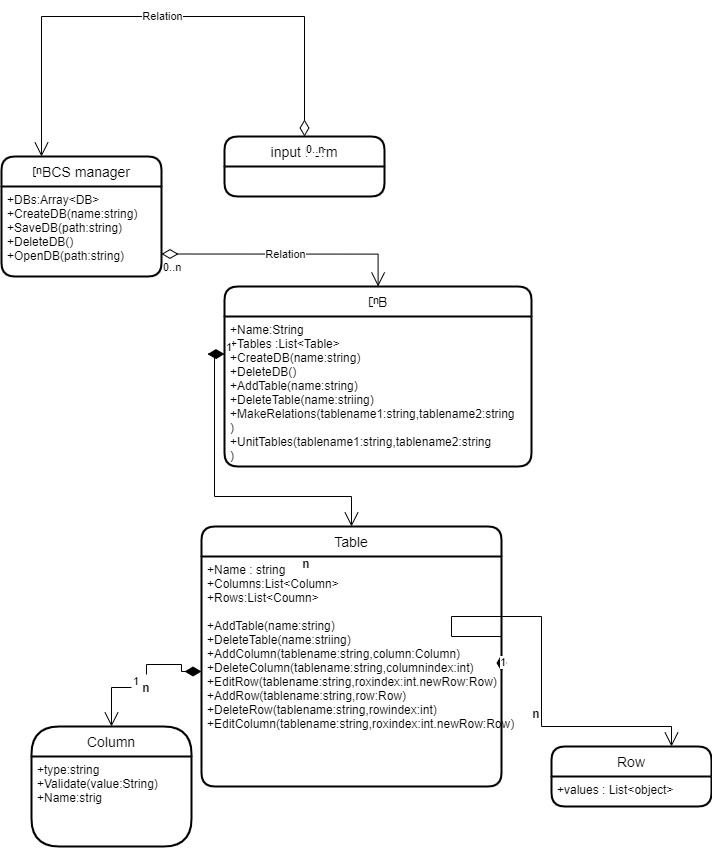 Relation
0..n
input
BCS manager
+DBs:Array<DB>
+CreateDB(name:string)
+SaveDB(path:string)
+DeleteDB()
+OpenDB(path:string)
Relation
0..n
n
+Name:String
+Tables :List<Table>
1
+CreateDB(name:string)
+DeleteDB()
+AddTable(name:string)
+DeleteTable(name:striing)
+MakeRelations(tablename1:string,tablename2:string
)
+UnitTables(tablename1:string,tablename2:string
)
Table
n
+Name : string
+Columns:List<Column>
+Rows:List<Coumn>
+AddTable(name:string)
+DeleteTable(name:striing)
+AddColumn(tablename:string,column:Column)
+DeleteColumn(tablename:string,columnindex:int)
+EditRow(tablename:string,roxindex:int.newRow:Row)
+AddRow(tablename:string,row:Row)
+DeleteRow(tablename:string,rowindex:int)
+EditColumn(tablename:string,roxindex:int.newRow:Row)
1
1
n
n
Column
+type:string
+Validate(value:String)
+Name:strig
Row
+values : List<object>